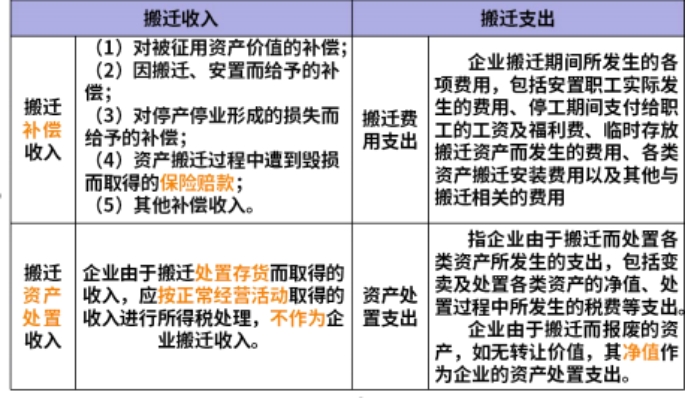 搬迁收入
搬迁支出
搬迁
补偿
收入
（1）对被征用资产价值的补偿；
（2）因搬迁、安置而给予的补
偿；
（3）对停产停业形成的损失而
给予的补偿；
（4）资产搬迁过程中遭到毁损
而取得的保险赔款；
（5）其他补偿收入。
搬迁费
用支出
企业搬迁期间所发生的各
项费用，包括安置职工实际发
生的费用、停工期间支付给职
工的工资及福利费、临时存放
搬迁资产而发生的费用、各类
资产搬迁安装费用以及其他与
搬迁相关的费用
搬迁
资产
处置
收入
企业由于搬迁处置存货而取得的
收入，应按正常经营活动取得的
收入进行所得税处理，不作为企
业搬迁收入。
资产处
置支出
指企业由于搬迁而处置各
类资产所发生的支出，包括变
卖及处置各类资产的净值、处
置过程中所发生的税费等支出。
企业由于搬迁而报废的资
产，如无转让价值，其净值作
为企业的资产处置支出。